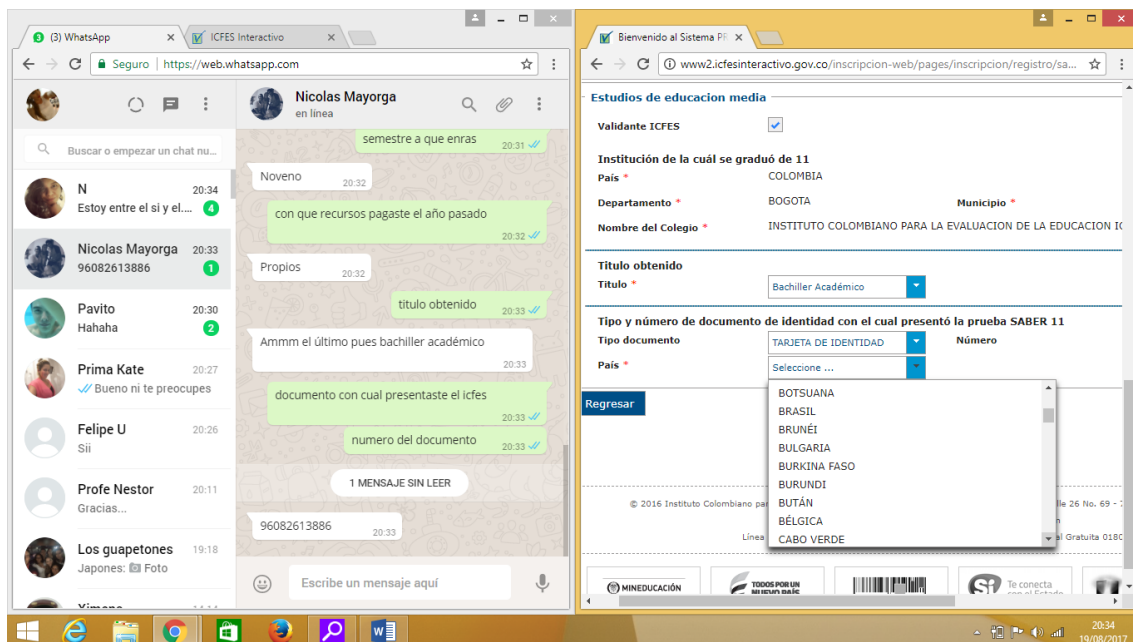 (3) WhatsApp
ICFES Interactivo
Seguro | https://web.whatsapp.com
Buscar o empezar un chat nu...
N 20:34
Estoy entre el si y el.... 4
Nicolas Mayorga 20:33
96082613886 1
Pavito 20:30
Hahaha 2
Prima Kate 20:27
Bueno ni te preocupes
Felipe U 20:26
Sii
Profe Nestor 20:11
Gracias...
Los guapetones 19:18
Japones: Foto
Nicolas Mayorga
en línea
semestre a que enras 20:31
Noveno 20:32
con que recursos pagaste el año pasado
20:32
Propios 20:32
titulo obtenido 20:33
Ammm el último pues bachiller académico
20:33
documento con cual presentaste el icfes
20:33
numero del documento 20:33
1 MENSAJE SIN LEER
96082613886 20:33
Escribe un mensaje aquí
Bienvenido al Sistema PR
www2.icfesinteractivo.gov.co/inscripcion-web/pages/inscripcion/registro/sa...
Estudios de educacion media
Validante ICFES
Institución de la cuál se graduó de 11
País * COLOMBIA
Departamento * BOGOTA Municipio *
Nombre del Colegio * INSTITUTO COLOMBIANO PARA LA EVALUACION DE LA EDUCACION
Titulo obtenido
Titulo * Bachiller Académico
Tipo y número de documento de identidad con el cual presentó la prueba SABER 11
Tipo documento TARJETA DE IDENTIDAD Número
País * Seleccione ...
BOTSUANA
Regresar
BRASIL
BRUNÉI
BULGARIA
BURKINA FASO
BURUNDI
BUTÁN
BÉLGICA
CABO VERDE
© 2016 Instituto Colombiano
26 No. 69 -
Línea
Gratuita
MINEDUCACIÓN
TODOS POR UN
NUEVO PAÍS
Si Te conecta
con el Estado
20:34
19/08/2017